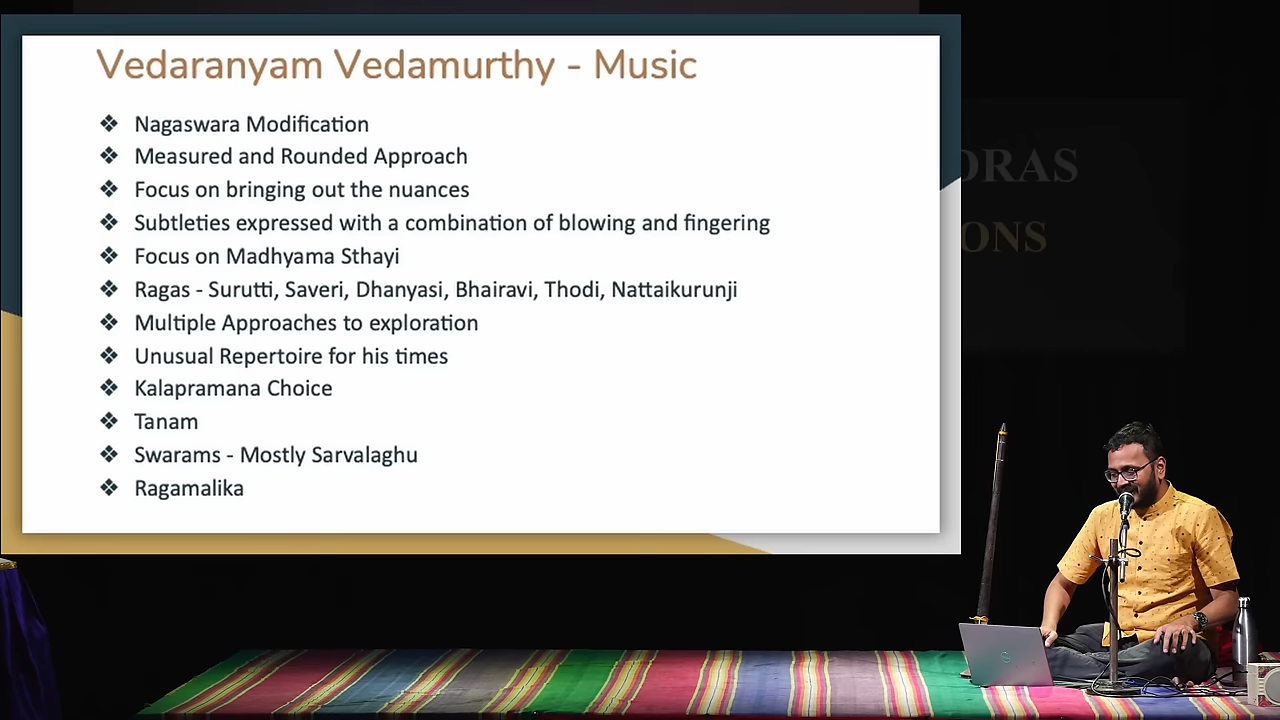 Vedaranyam Vedamurthy - Music
❖ Nagaswara Modification
❖ Measured and Rounded Approach
❖ Focus on bringing out the nuances
❖ Subtleties expressed with a combination of blowing and fingering
❖ Focus on Madhyama Sthayi
❖ Ragas - Surutti, Saveri, Dhanyasi, Bhairavi, Thodi, Nattaikurunji
❖ Multiple Approaches to exploration
❖ Unusual Repertoire for his times
❖ Kalapramana Choice
❖ Tanam
❖ Swarams - Mostly Sarvalaghu
❖ Ragamalika